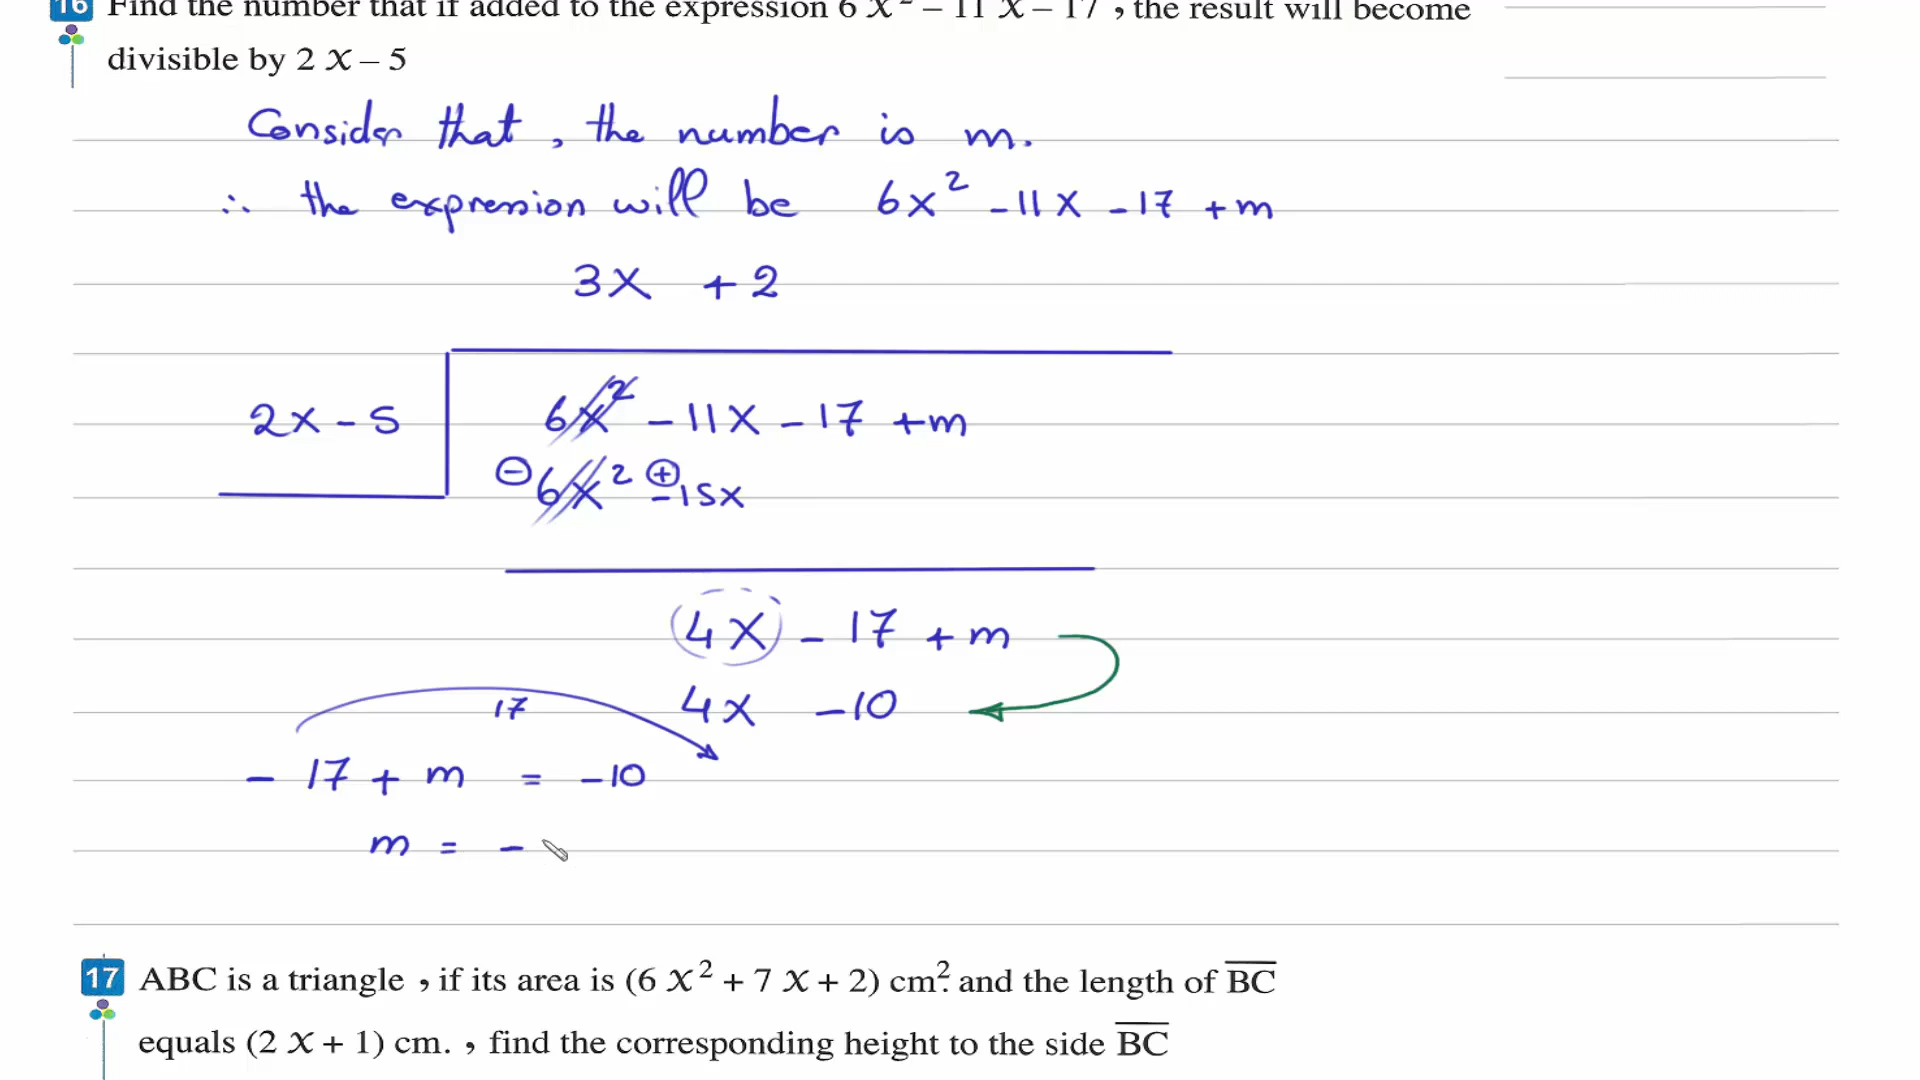 16 Find the number that if added to the expression 6 X² – 11 X – 17 , the result will become
divisible by 2 X – 5
Consider that , the number is m.
∴ the expression will be 6x² -11x -17 +m
3x +2
2x - 5 6x² - 11x - 17 +m
⊖ 6x² ⊕ -15x
4x - 17 + m
4x -10
17
- 17 + m = -10
m = -
17 ABC is a triangle , if its area is (6 X² + 7 X + 2) cm². and the length of B̅C̅
equals (2 X + 1) cm. , find the corresponding height to the side B̅C̅